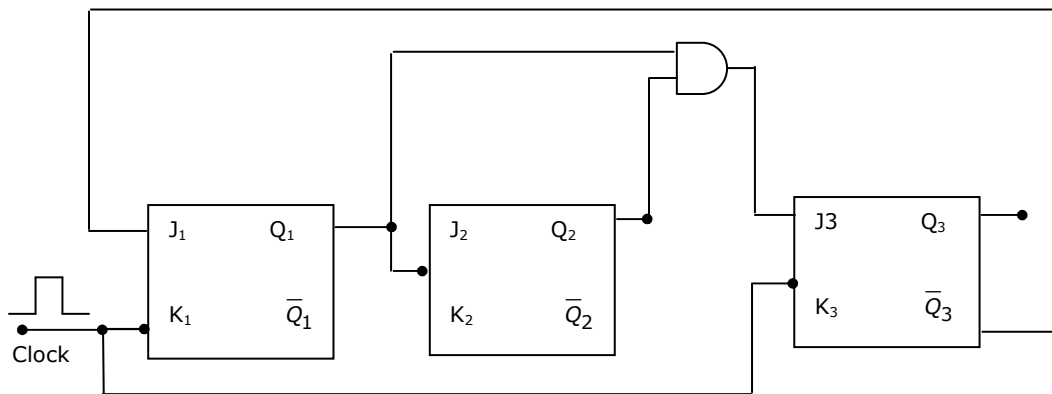 J₁ Q₁
K₁ Q̅₁
J₂ Q₂
K₂ Q̅₂
J3 Q₃
K₃ Q̅₃
Clock